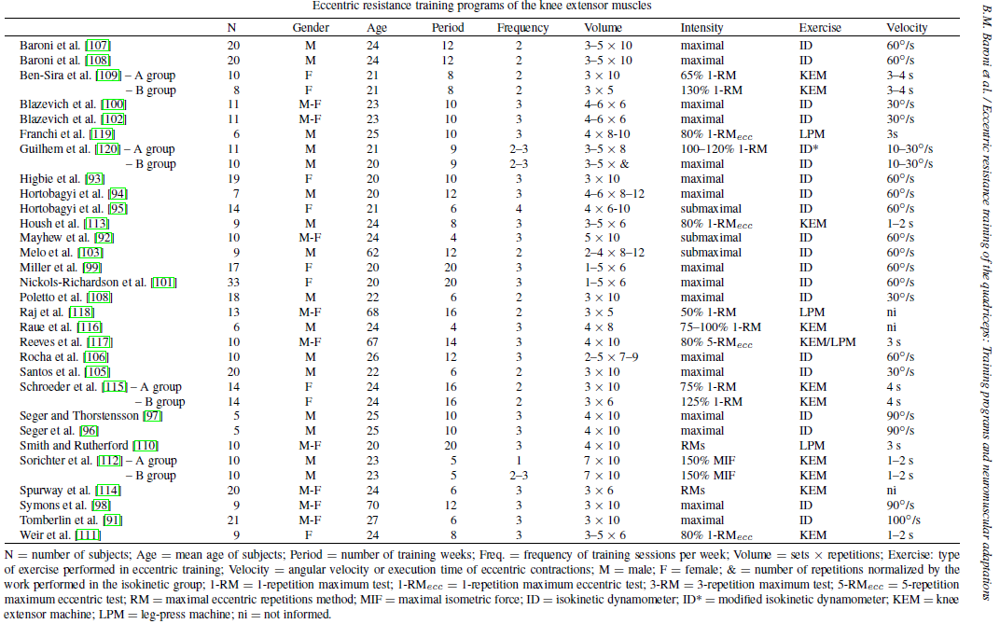 Eccentric resistance training programs of the knee extensor muscles
N Gender Age Period Frequency Volume Intensity Exercise Velocity
Baroni et al. [107] 20 M 24 12 2 3–5 × 10 maximal ID 60°/s
Baroni et al. [108] 20 M 24 12 2 3–5 × 10 maximal ID 60°/s
Ben-Sira et al. [109] – A group 10 F 21 8 2 3 × 10 65% 1-RM KEM 3–4 s
– B group 8 F 21 8 2 3 × 5 130% 1-RM KEM 3–4 s
Blazevich et al. [100] 11 M-F 23 10 3 4–6 × 6 maximal ID 30°/s
Blazevich et al. [102] 11 M-F 23 10 3 4–6 × 6 maximal ID 30°/s
Franchi et al. [119] 6 M 25 10 3 4 × 8-10 80% 1-RMecc LPM 3s
Guilhem et al. [120] – A group 11 M 21 9 2–3 3–5 × 8 100–120% 1-RM ID* 10–30°/s
– B group 10 M 20 9 2–3 3–5 × & maximal ID 10–30°/s
Higbie et al. [93] 19 F 20 10 3 3 × 10 maximal ID 60°/s
Hortobagyi et al. [94] 7 M 20 12 3 4–6 × 8–12 maximal ID 60°/s
Hortobagyi et al. [95] 14 F 21 6 4 4 × 6-10 submaximal ID 60°/s
Housh et al. [113] 9 M 24 8 3 3–5 × 6 80% 1-RMecc KEM 1–2 s
Mayhew et al. [92] 10 M-F 24 4 3 5 × 10 submaximal ID 60°/s
Melo et al. [103] 9 M 62 12 2 2–4 × 8–12 submaximal ID 60°/s
Miller et al. [99] 17 F 20 20 3 1–5 × 6 maximal ID 60°/s
Nickols-Richardson et al. [101] 33 F 20 20 3 1–5 × 6 maximal ID 60°/s
Poletto et al. [108] 18 M 22 6 2 3 × 10 maximal ID 30°/s
Raj et al. [118] 13 M-F 68 16 2 3 × 5 50% 1-RM LPM ni
Raue et al. [116] 6 M 24 4 3 4 × 8 75–100% 1-RM KEM ni
Reeves et al. [117] 10 M-F 67 14 3 4 × 10 80% 5-RMecc KEM/LPM 3 s
Rocha et al. [106] 10 M 26 12 3 2–5 × 7–9 maximal ID 60°/s
Santos et al. [105] 20 M 22 6 2 3 × 10 maximal ID 30°/s
Schroeder et al. [115] – A group 14 F 24 16 2 3 × 10 75% 1-RM KEM 4 s
– B group 14 F 24 16 2 3 × 6 125% 1-RM KEM 4 s
Seger and Thorstensson [97] 5 M 25 10 3 4 × 10 maximal ID 90°/s
Seger et al. [96] 5 M 25 10 3 4 × 10 maximal ID 90°/s
Smith and Rutherford [110] 10 M-F 20 20 3 4 × 10 RMs LPM 3 s
Sorichter et al. [112] – A group 10 M 23 5 1 7 × 10 150% MIF KEM 1–2 s
– B group 10 M 23 5 2–3 7 × 10 150% MIF KEM 1–2 s
Spurway et al. [114] 20 M-F 24 6 3 3 × 6 RMs KEM ni
Symons et al. [98] 9 M-F 70 12 3 3 × 10 maximal ID 90°/s
Tomberlin et al. [91] 21 M-F 27 6 3 3 × 10 maximal ID 100°/s
Weir et al. [111] 9 F 24 8 3 3–5 × 6 80% 1-RMecc KEM 1–2 s
N = number of subjects; Age = mean age of subjects; Period = number of training weeks; Freq. = frequency of training sessions per week; Volume = sets × repetitions; Exercise: type
of exercise performed in eccentric training; Velocity = angular velocity or execution time of eccentric contractions; M = male; F = female; & = number of repetitions normalized by the
work performed in the isokinetic group; 1-RM = 1-repetition maximum test; 1-RMecc = 1-repetition maximum eccentric test; 3-RM = 3-repetition maximum test; 5-RMecc = 5-repetition
maximum eccentric test; RM = maximal eccentric repetitions method; MIF = maximal isometric force; ID = isokinetic dynamometer; ID* = modified isokinetic dynamometer; KEM = knee
extensor machine; LPM = leg-press machine; ni = not informed.
B.M. Baroni et al. / Eccentric resistance training of the quadriceps: Training programs and neuromuscular adaptations